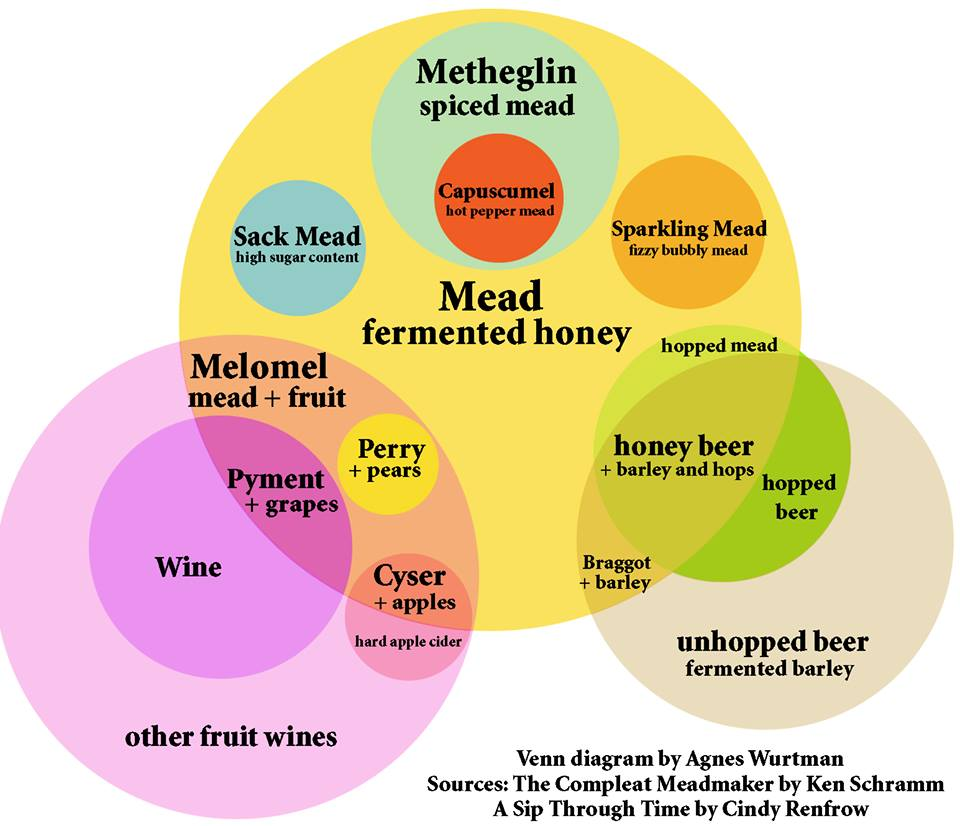 Metheglin
spiced mead
Capuscumel
hot pepper mead
Sack Mead
high sugar content
Sparkling Mead
fizzy bubbly mead
Mead
fermented honey
hopped mead
Melomel
mead + fruit
Perry
+ pears
Pyment
+ grapes
honey beer
+ barley and hops
hopped
beer
Wine
Cyser
+ apples
hard apple cider
Braggot
+ barley
unhopped beer
fermented barley
other fruit wines
Venn diagram by Agnes Wurtman
Sources: The Compleat Meadmaker by Ken Schramm
A Sip Through Time by Cindy Renfrow